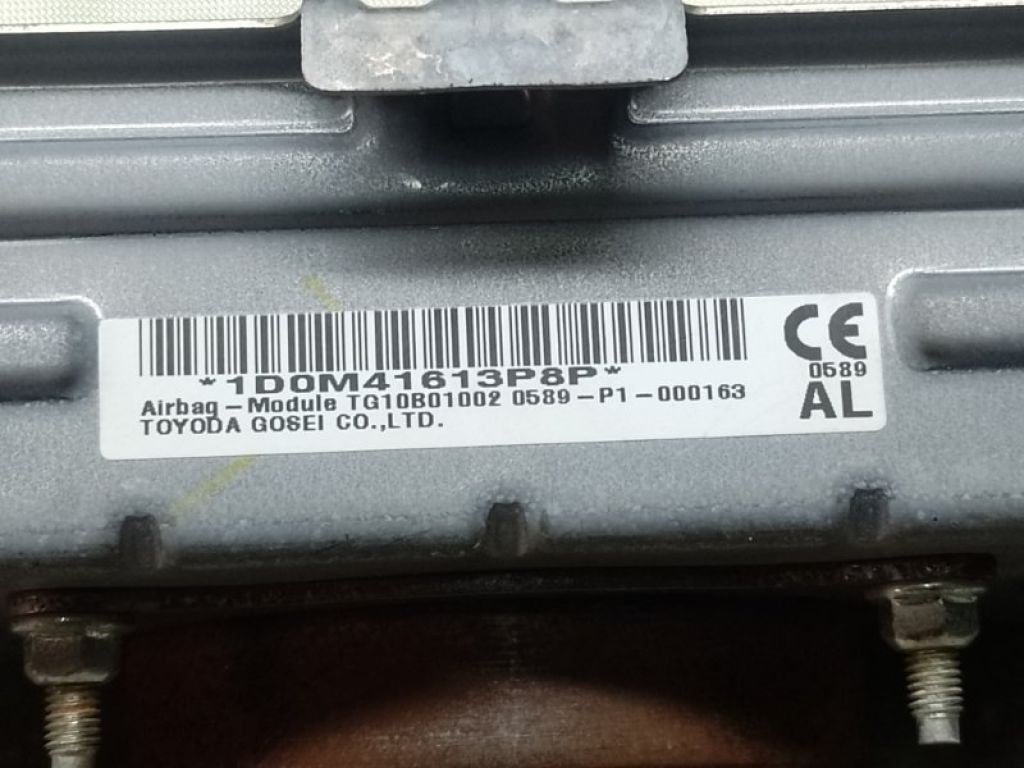 *1D0M41613P8P*
Airbag-Module TG10B01002 0589-P1-000163
TOYODA GOSEI CO.,LTD.
CE
0589
AL